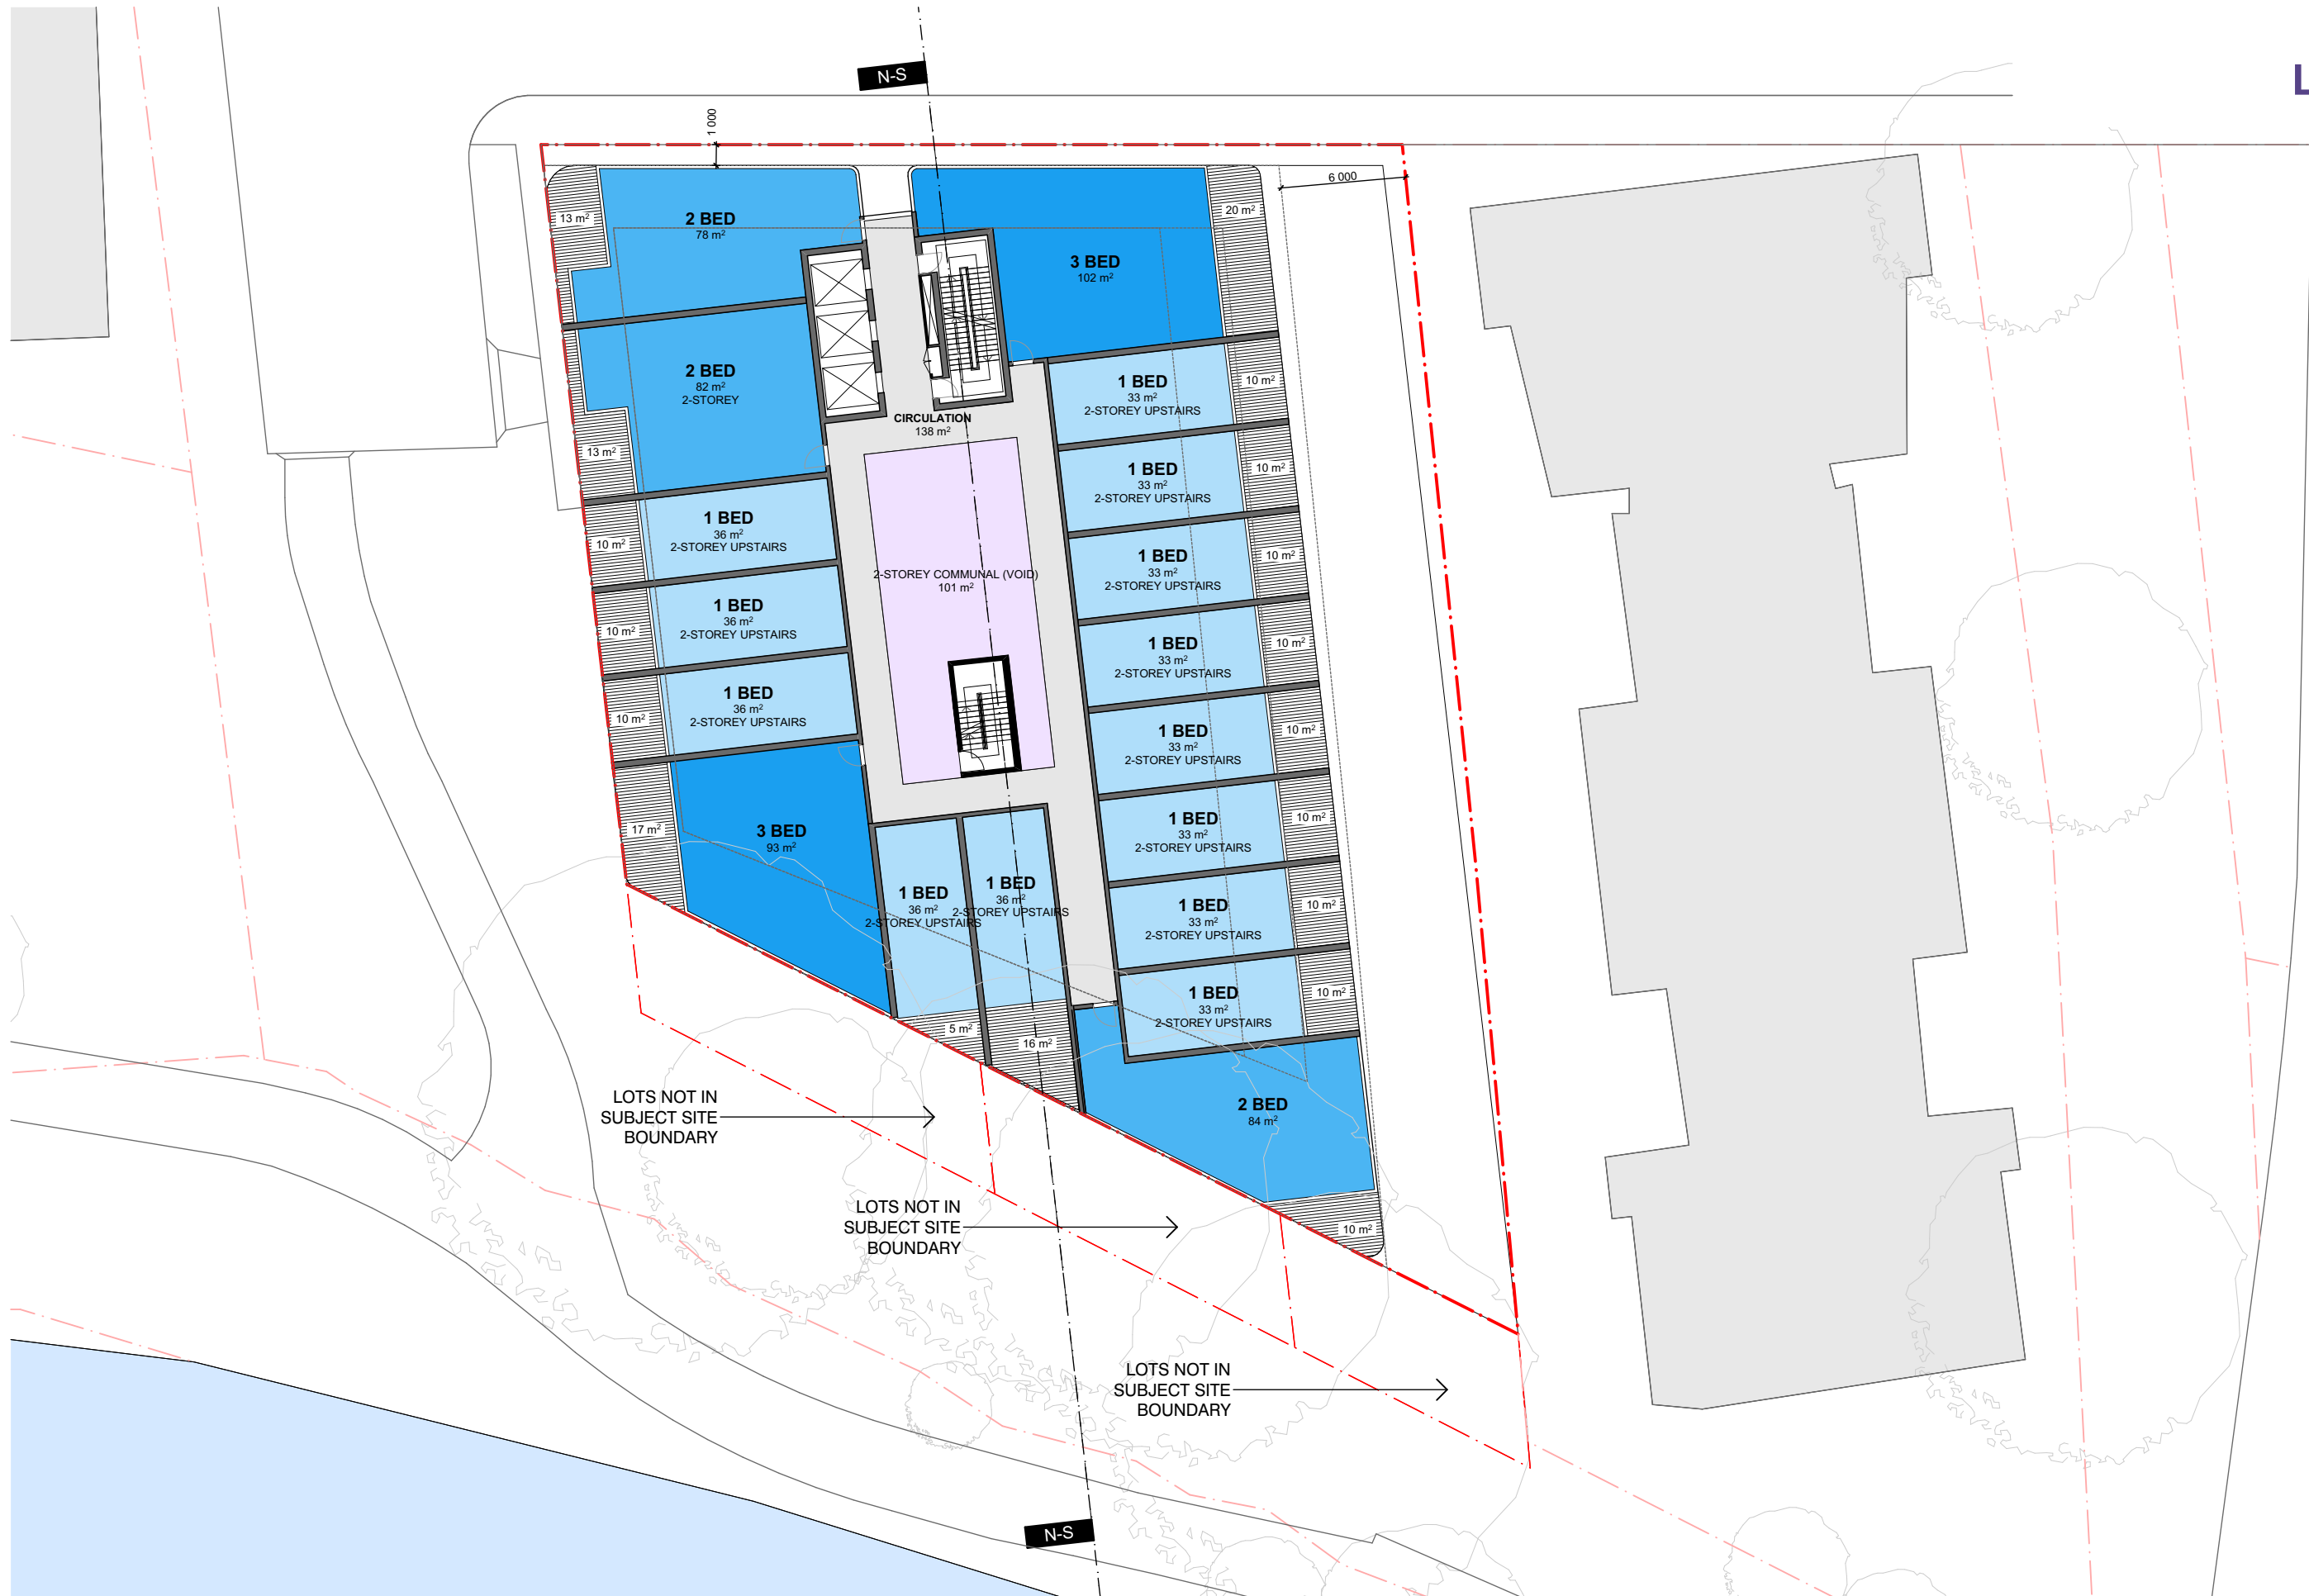 N-S
L
1 000
6 000
13 m²
2 BED
78 m²
20 m²
3 BED
102 m²
2 BED
82 m²
2-STOREY
1 BED
33 m²
2-STOREY UPSTAIRS
10 m²
CIRCULATION
138 m²
13 m²
1 BED
33 m²
2-STOREY UPSTAIRS
10 m²
1 BED
36 m²
2-STOREY UPSTAIRS
10 m²
1 BED
33 m²
2-STOREY UPSTAIRS
10 m²
2-STOREY COMMUNAL (VOID)
101 m²
1 BED
36 m²
2-STOREY UPSTAIRS
10 m²
1 BED
33 m²
2-STOREY UPSTAIRS
10 m²
1 BED
36 m²
2-STOREY UPSTAIRS
10 m²
1 BED
33 m²
2-STOREY UPSTAIRS
10 m²
17 m²
3 BED
93 m²
1 BED
33 m²
2-STOREY UPSTAIRS
10 m²
1 BED
36 m²
2-STOREY UPSTAIRS
1 BED
36 m²
2-STOREY UPSTAIRS
1 BED
33 m²
2-STOREY UPSTAIRS
10 m²
1 BED
33 m²
2-STOREY UPSTAIRS
10 m²
5 m²
16 m²
2 BED
84 m²
10 m²
LOTS NOT IN
SUBJECT SITE
BOUNDARY
LOTS NOT IN
SUBJECT SITE
BOUNDARY
LOTS NOT IN
SUBJECT SITE
BOUNDARY
N-S